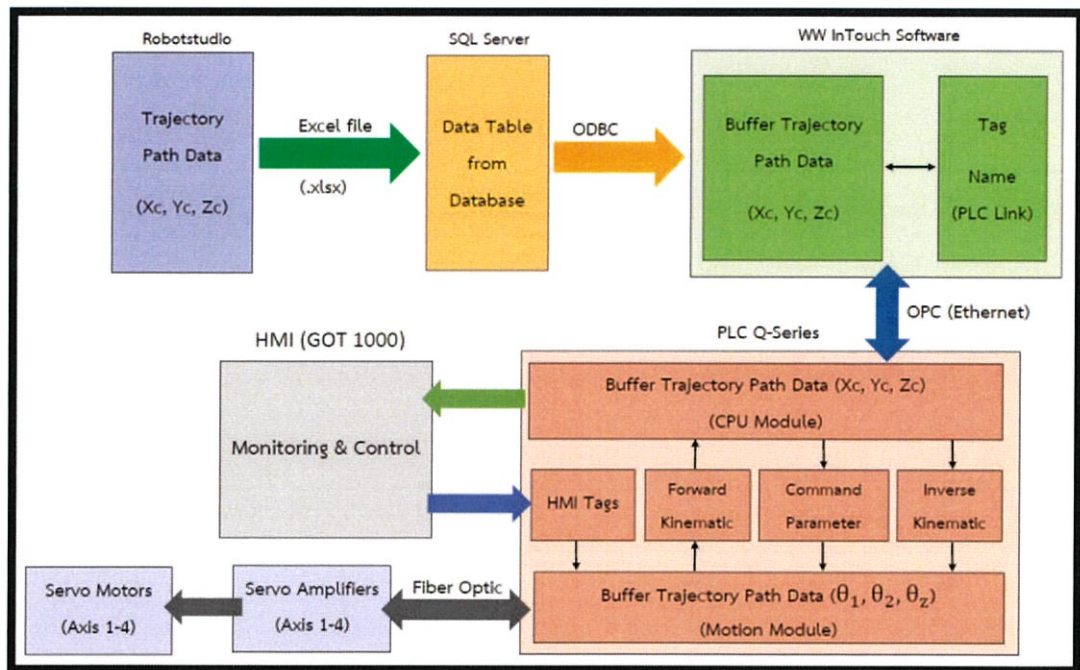 Robotstudio
Trajectory
Path Data
(Xc, Yc, Zc)
Excel file
(.xlsx)
SQL Server
Data Table
from
Database
ODBC
WW InTouch Software
Buffer Trajectory
Path Data
(Xc, Yc, Zc)
Tag
Name
(PLC Link)
OPC (Ethernet)
HMI (GOT 1000)
Monitoring & Control
PLC Q-Series
Buffer Trajectory Path Data (Xc, Yc, Zc)
(CPU Module)
HMI Tags
Forward
Kinematic
Command
Parameter
Inverse
Kinematic
Buffer Trajectory Path Data (θ₁, θ₂, θ_z)
(Motion Module)
Fiber Optic
Servo Amplifiers
(Axis 1-4)
Servo Motors
(Axis 1-4)